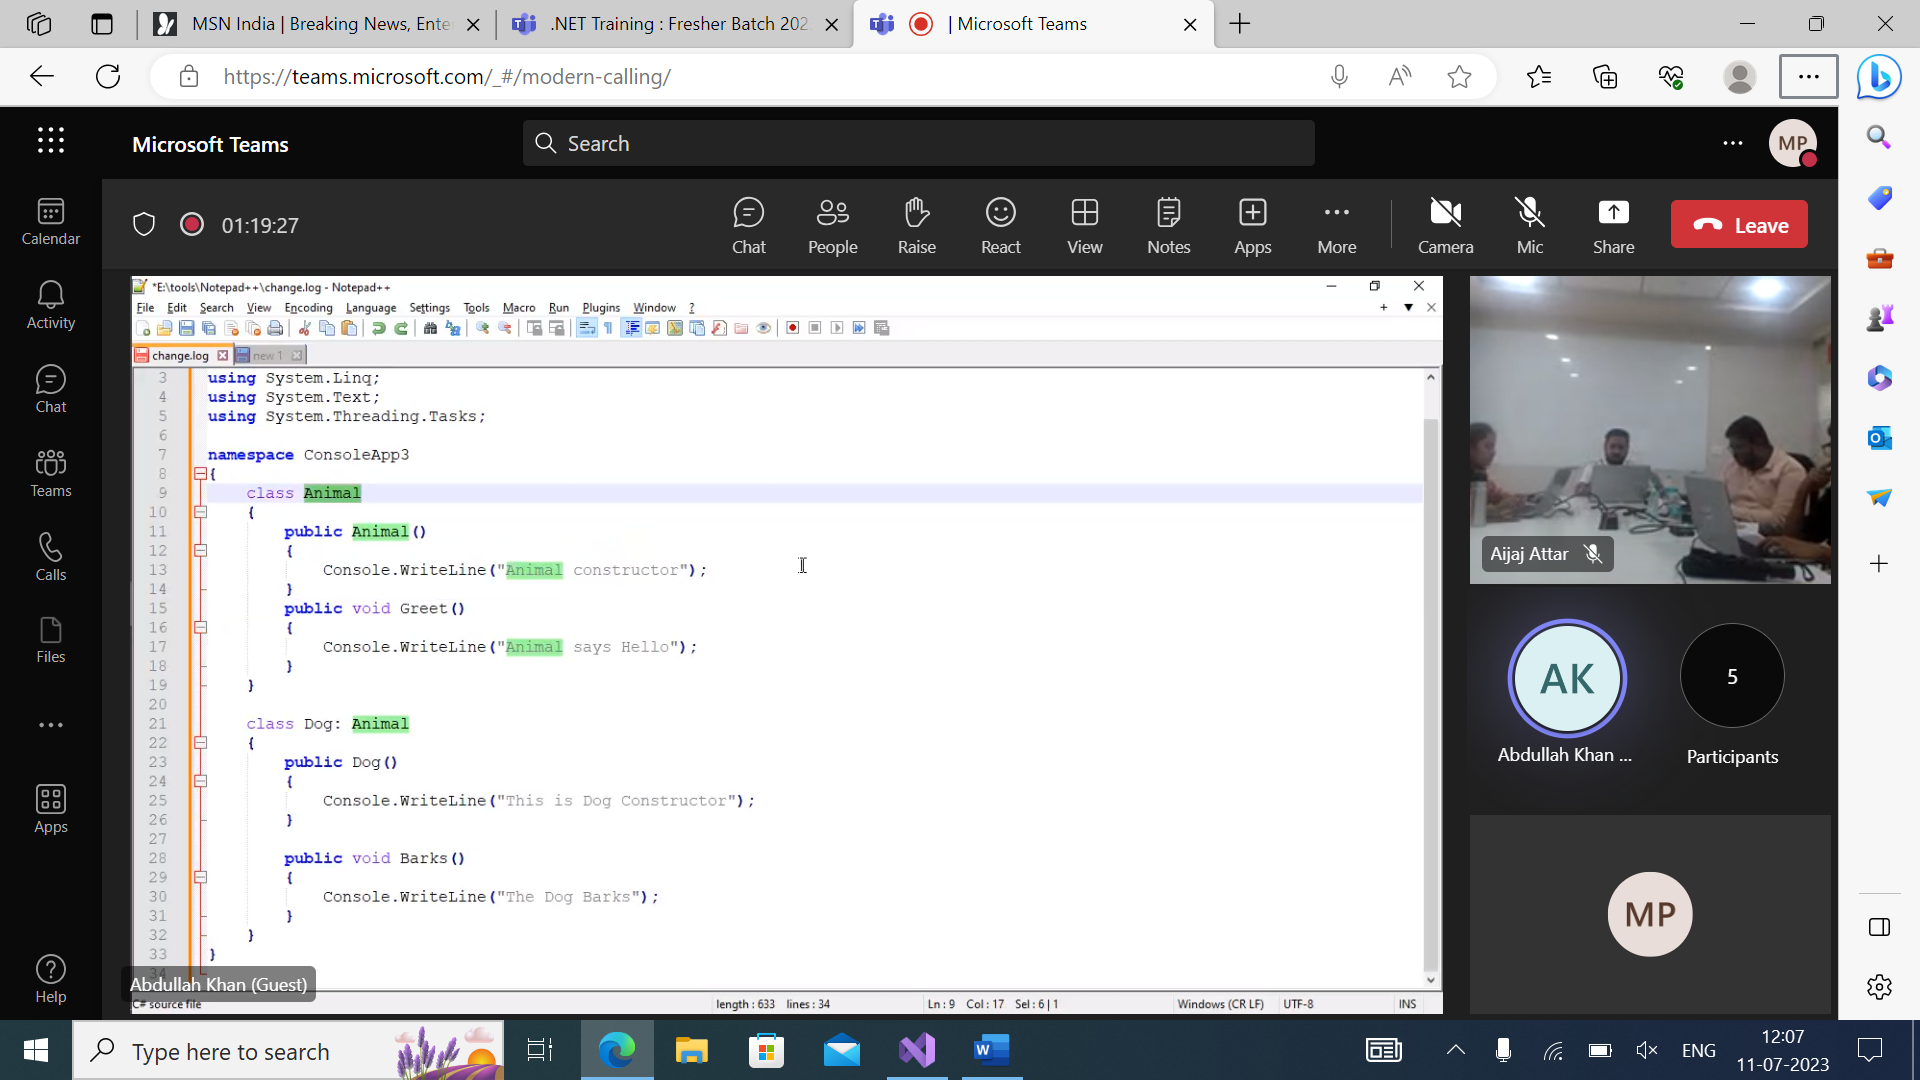 MSN India | Breaking News, Ente
.NET Training : Fresher Batch 202
| Microsoft Teams
https://teams.microsoft.com/_#/modern-calling/
Microsoft Teams
Search
MP
Calendar
Activity
Chat
Teams
Calls
Files
Apps
Help
01:19:27
Chat
People
Raise
React
View
Notes
Apps
More
Camera
Mic
Share
Leave
*E:\tools\Notepad++\change.log - Notepad++
File Edit Search View Encoding Language Settings Tools Macro Run Plugins Window ?
change.log new 1
3 using System.Linq;
4 using System.Text;
5 using System.Threading.Tasks;
6
7 namespace ConsoleApp3
8 {
9 class Animal
10 {
11 public Animal()
12 {
13 Console.WriteLine("Animal constructor");
14 }
15 public void Greet()
16 {
17 Console.WriteLine("Animal says Hello");
18 }
19 }
20
21 class Dog: Animal
22 {
23 public Dog()
24 {
25 Console.WriteLine("This is Dog Constructor");
26 }
27
28 public void Barks()
29 {
30 Console.WriteLine("The Dog Barks");
31 }
32 }
33 }
34
Abdullah Khan (Guest)
C# source file length : 633 lines : 34 Ln : 9 Col : 17 Sel : 6 | 1 Windows (CR LF) UTF-8 INS
Aijaj Attar
AK
Abdullah Khan ...
5
Participants
MP
Type here to search
ENG
12:07
11-07-2023